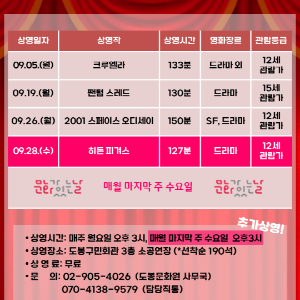 상영일자 상영작 상영시간 영화장르 관람등급
09.05.(월) 크루엘라 133분 드라마 외 12세 관람가
09.19.(월) 팬텀 스레드 130분 드라마 15세 관람가
09.26.(월) 2001 스페이스 오디세이 150분 SF, 드라마 12세 관람가
09.28.(수) 히든 피겨스 127분 드라마 12세 관람가
문화가 있는 날 매월 마지막 주 수요일 문화가 있는 날
추가상영!
• 상영시간: 매주 월요일 오후 3시, 매월 마지막 주 수요일 오후3시
• 상영장소: 도봉구민회관 3층 소공연장 (*선착순 190석)
• 상 영 료: 무료
• 문 의: 02-905-4026 (도봉문화원 사무국)
070-4138-9579 (담당직통)